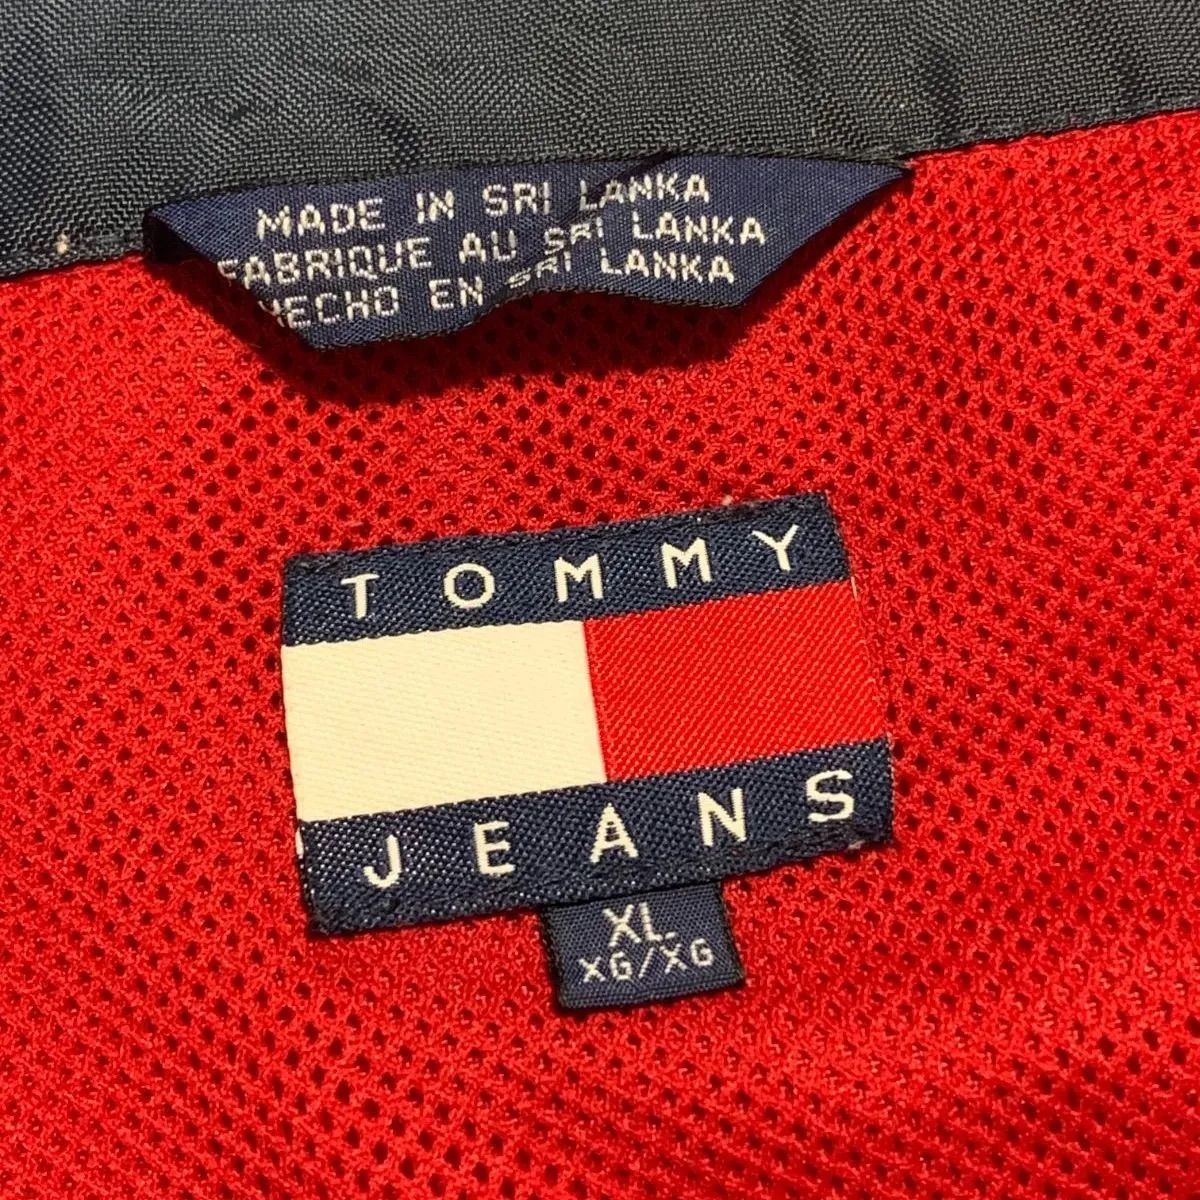 MADE IN SRI LANKA
FABRIQUE AU SRI LANKA
HECHO EN SRI LANKA
TOMMY
JEANS
XL
XG/XG